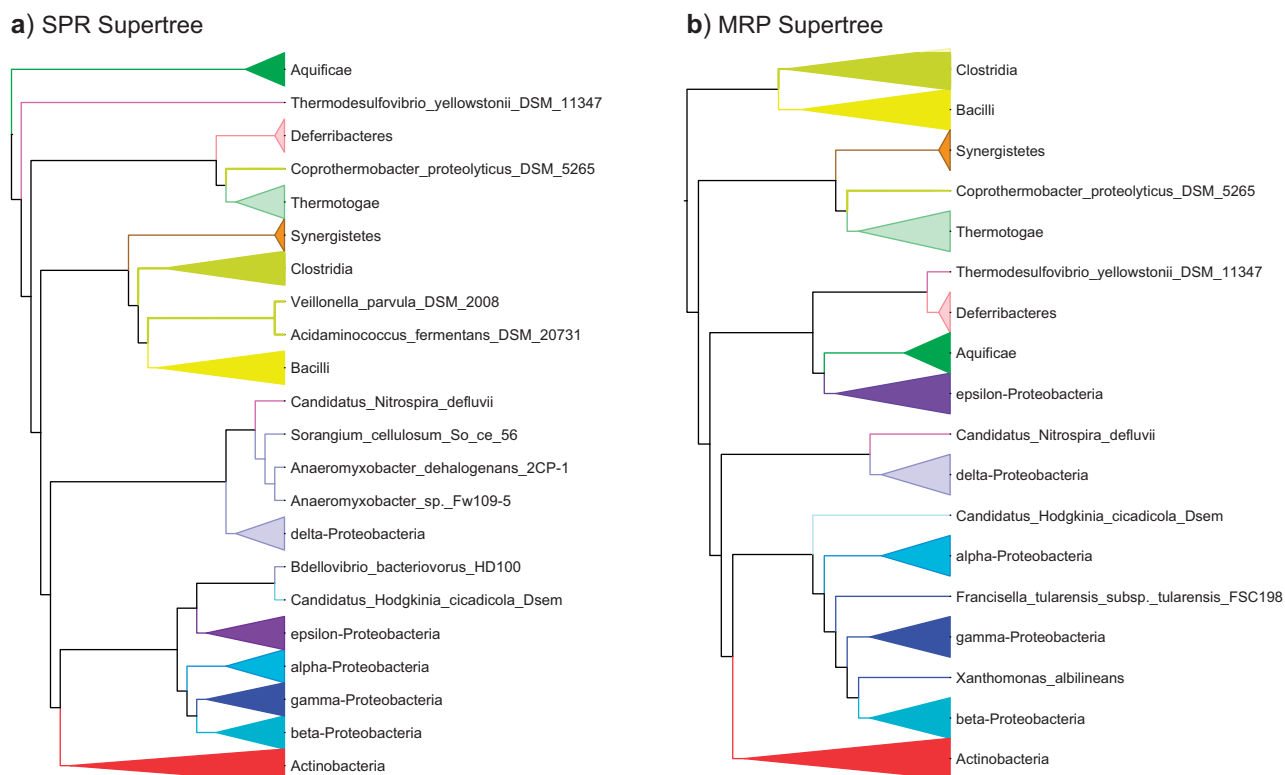 a) SPR Supertree
Aquificae
Thermodesulfovibrio_yellowstonii_DSM_11347
Deferribacteres
Coprothermobacter_proteolyticus_DSM_5265
Thermotogae
Synergistetes
Clostridia
Veillonella_parvula_DSM_2008
Acidaminococcus_fermentans_DSM_20731
Bacilli
Candidatus_Nitrospira_defluvii
Sorangium_cellulosum_So_ce_56
Anaeromyxobacter_dehalogenans_2CP-1
Anaeromyxobacter_sp._Fw109-5
delta-Proteobacteria
Bdellovibrio_bacteriovorus_HD100
Candidatus_Hodgkinia_cicadicola_Dsem
epsilon-Proteobacteria
alpha-Proteobacteria
gamma-Proteobacteria
beta-Proteobacteria
Actinobacteria
b) MRP Supertree
Clostridia
Bacilli
Synergistetes
Coprothermobacter_proteolyticus_DSM_5265
Thermotogae
Thermodesulfovibrio_yellowstonii_DSM_11347
Deferribacteres
Aquificae
epsilon-Proteobacteria
Candidatus_Nitrospira_defluvii
delta-Proteobacteria
Candidatus_Hodgkinia_cicadicola_Dsem
alpha-Proteobacteria
Francisella_tularensis_subsp._tularensis_FSC198
gamma-Proteobacteria
Xanthomonas_albilineans
beta-Proteobacteria
Actinobacteria